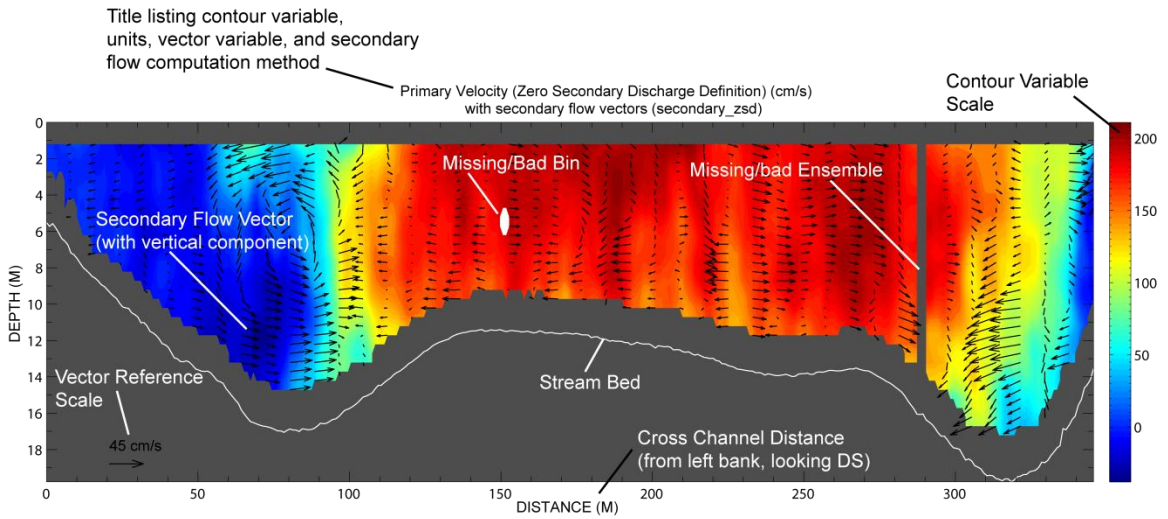 Title listing contour variable,
units, vector variable, and secondary
flow computation method
Primary Velocity (Zero Secondary Discharge Definition) (cm/s)
with secondary flow vectors (secondary_zsd)
Contour Variable
Scale
Missing/Bad Bin
Missing/bad Ensemble
Secondary Flow Vector
(with vertical component)
Vector Reference
Scale
45 cm/s
Stream Bed
Cross Channel Distance
(from left bank, looking DS)
DEPTH (M)
0
2
4
6
8
10
12
14
16
18
0
50
100
150
200
250
300
DISTANCE (M)
200
150
100
50
0